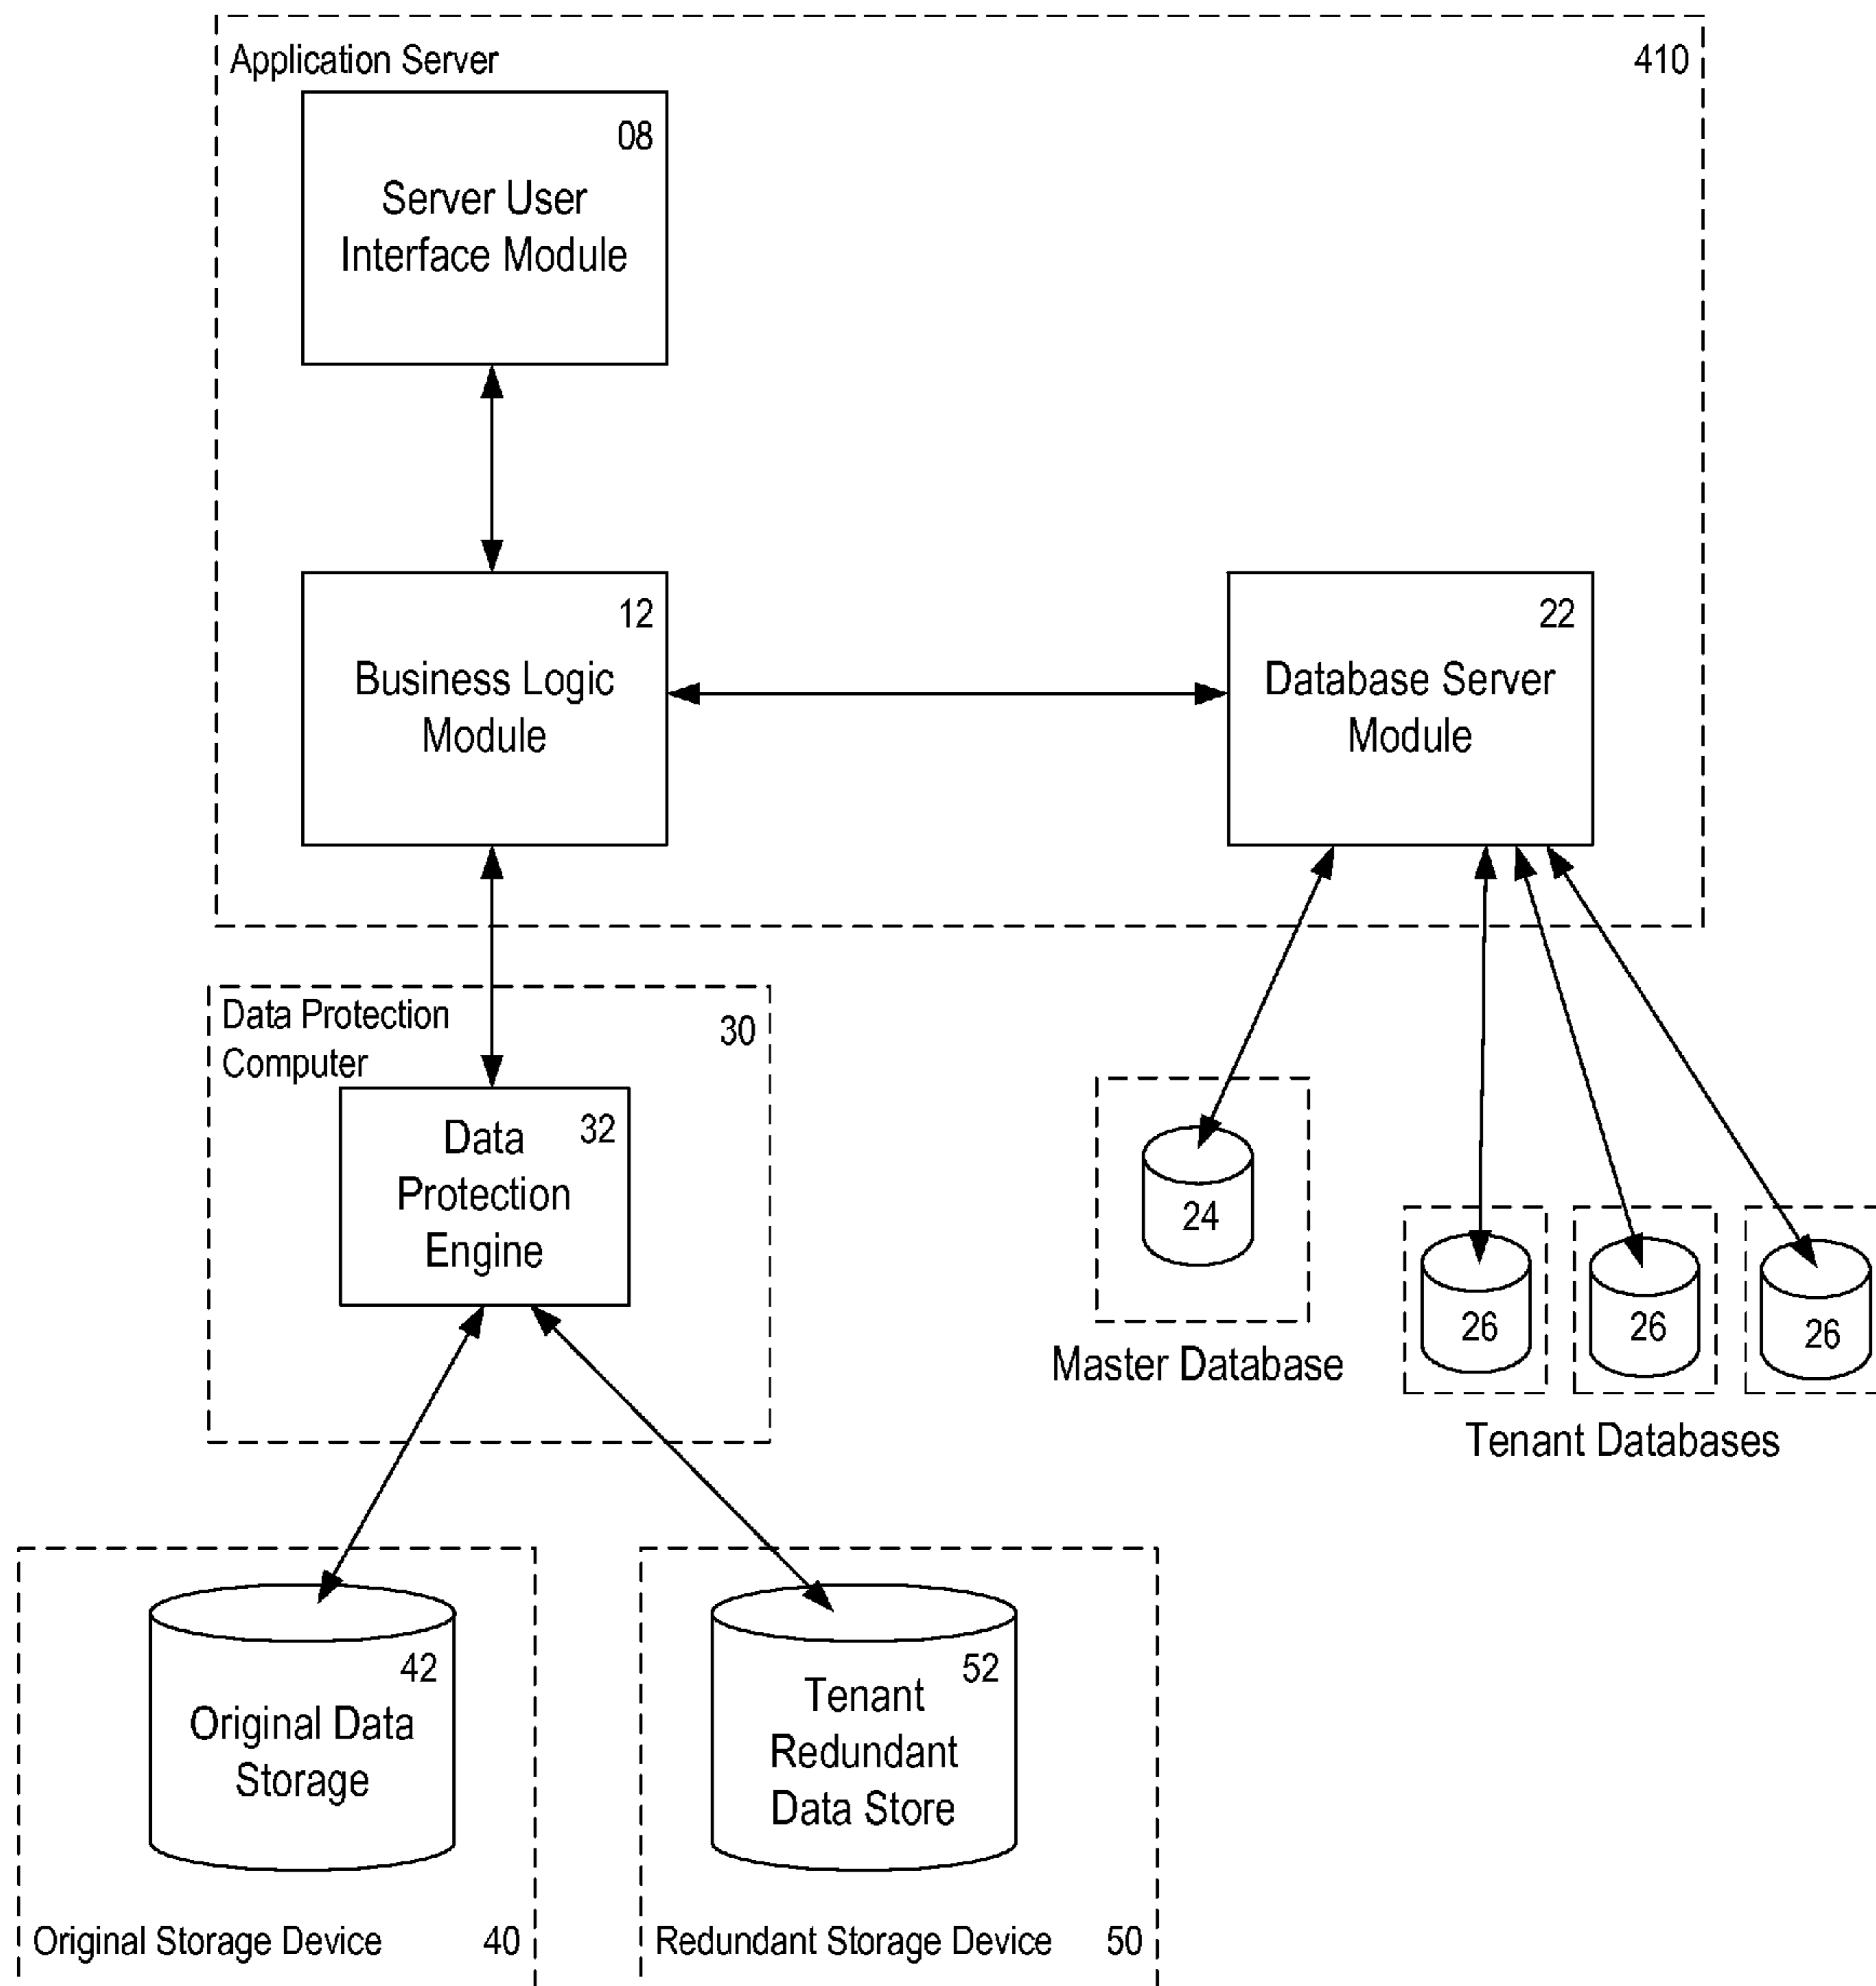 Application Server
410
08
Server User
Interface Module
12
Business Logic
Module
22
Database Server
Module
Data Protection
Computer
30
32
Data
Protection
Engine
24
Master Database
26
26
26
Tenant Databases
42
Original Data
Storage
Original Storage Device
40
52
Tenant
Redundant
Data Store
Redundant Storage Device
50